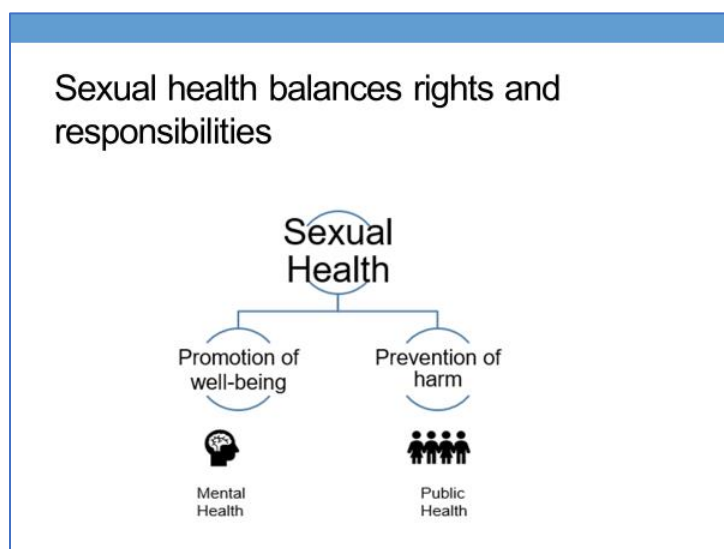 Sexual health balances rights and
responsibilities
Sexual
Health
Promotion of
well-being
Prevention of
harm
Mental
Health
Public
Health